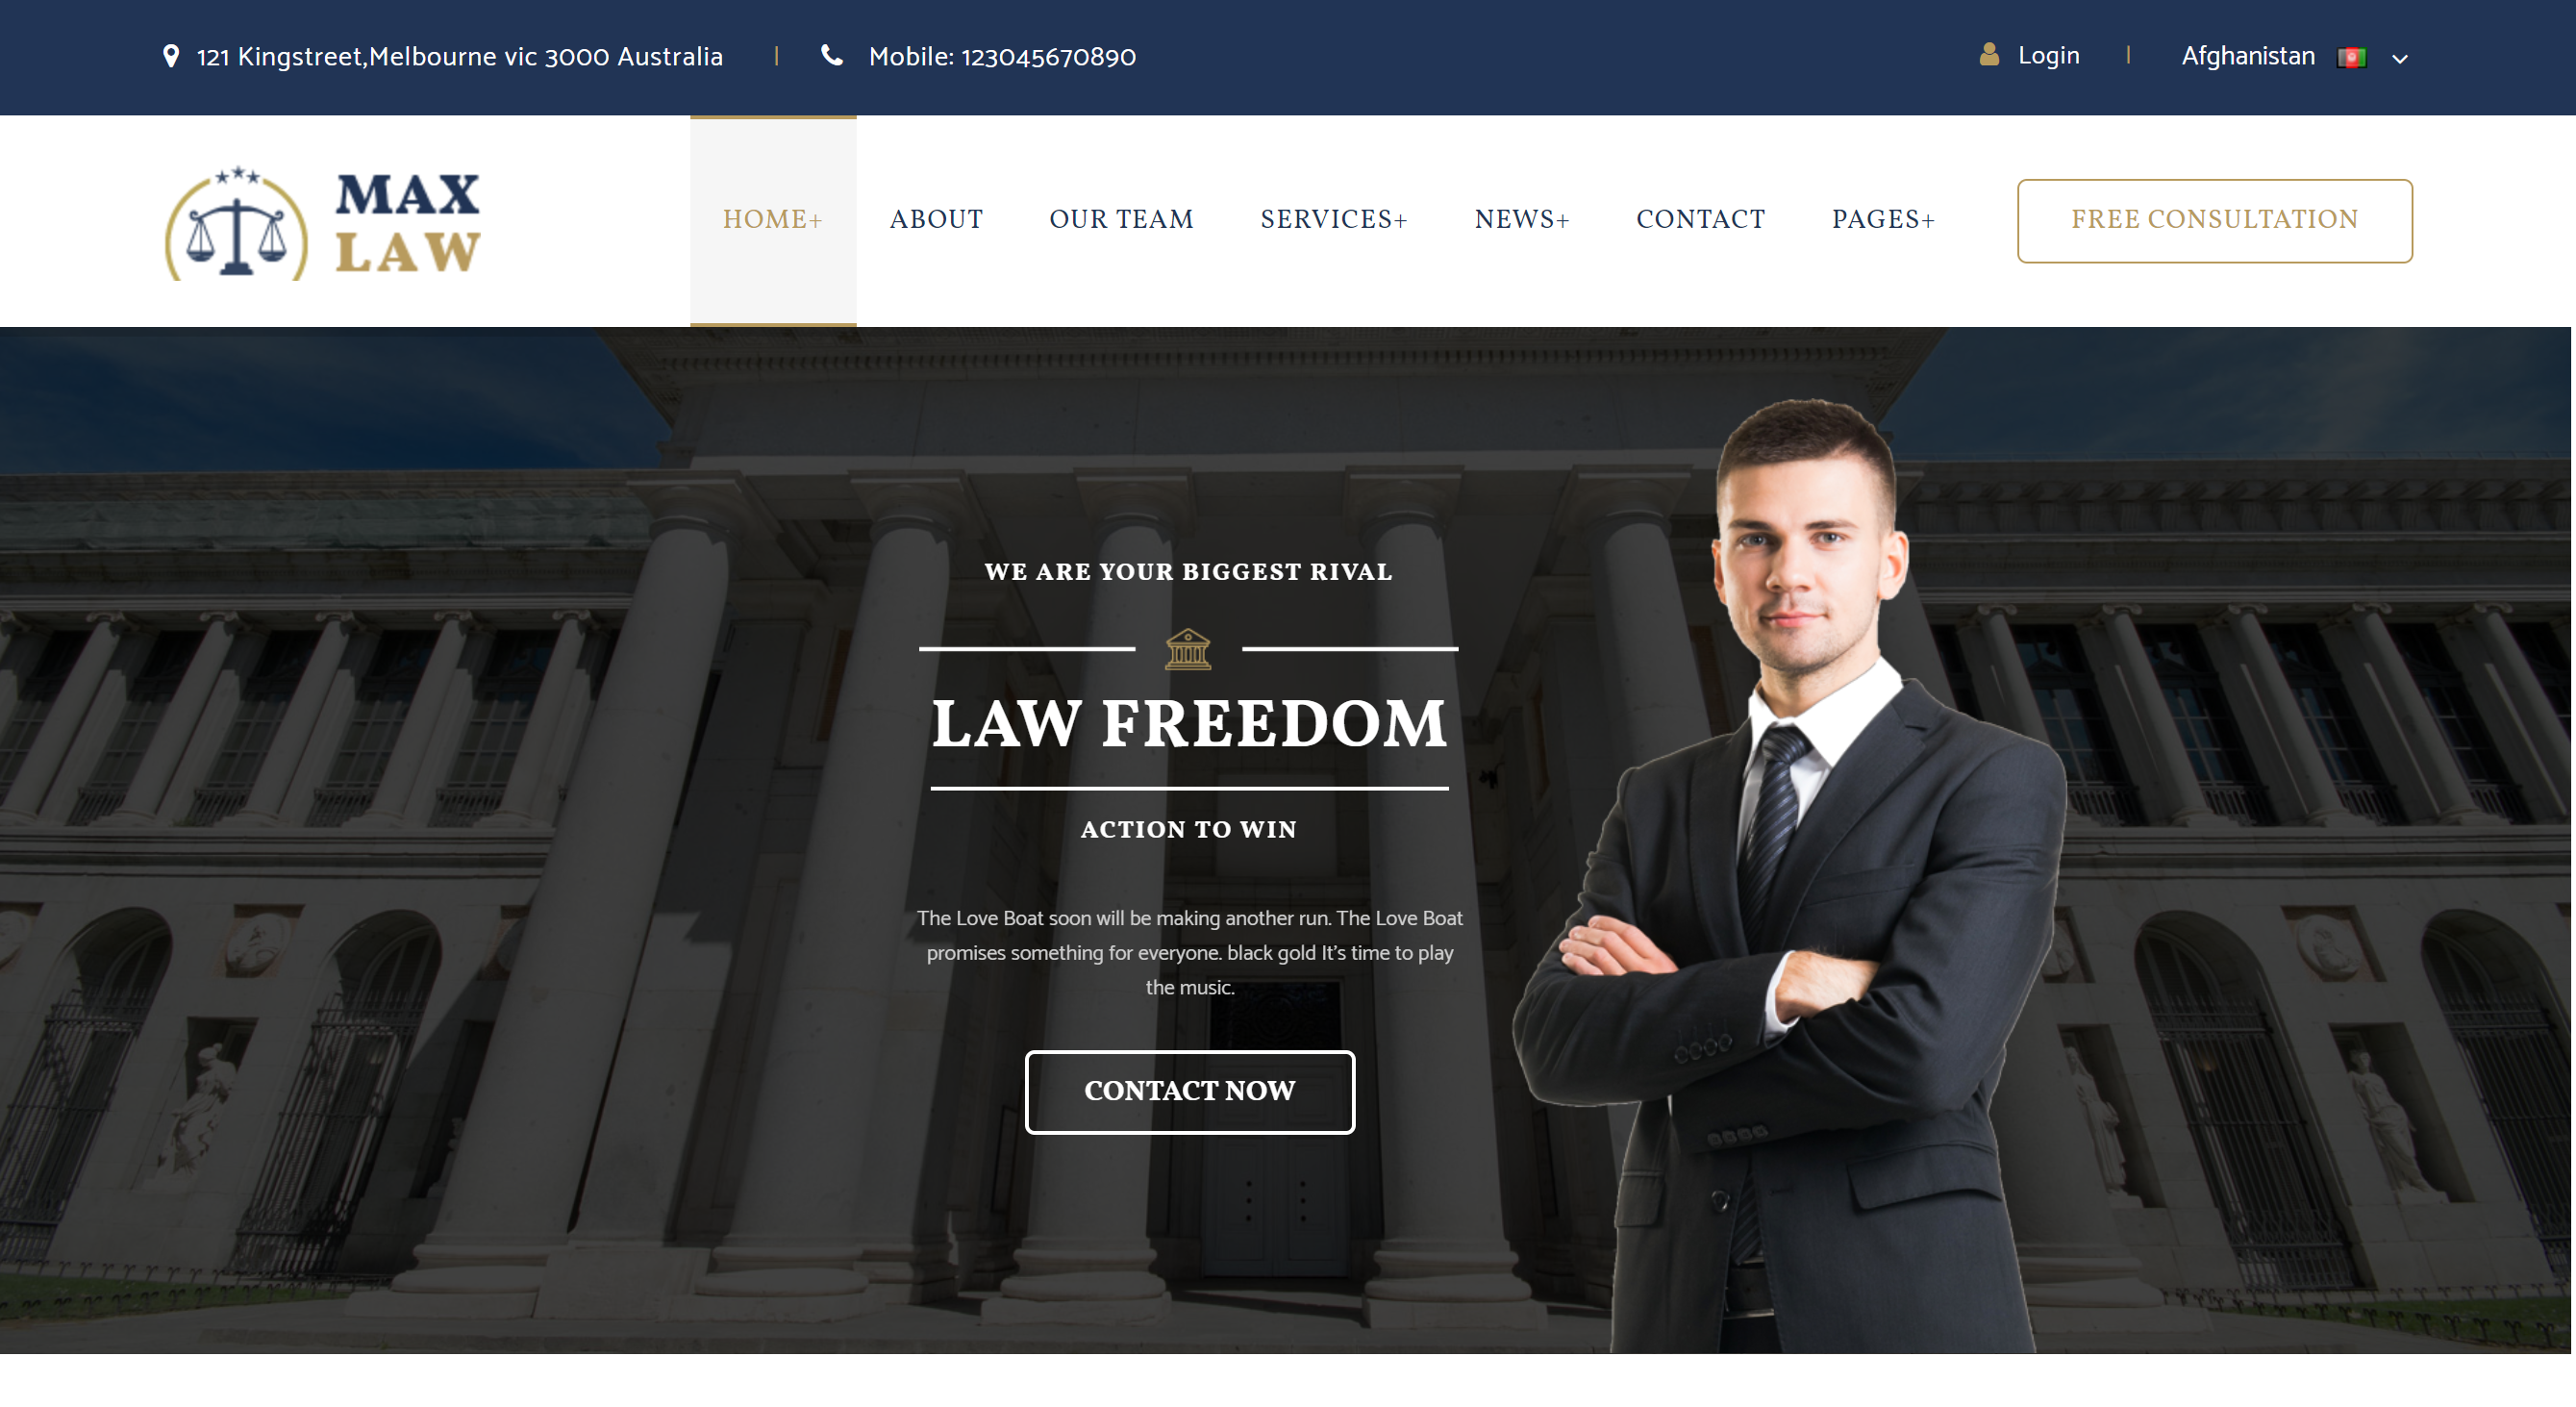 121 Kingstreet,Melbourne vic 3000 Australia | Mobile: 123045670890
Login | Afghanistan
MAX
LAW
HOME+ ABOUT OUR TEAM SERVICES+ NEWS+ CONTACT PAGES+ FREE CONSULTATION
WE ARE YOUR BIGGEST RIVAL
LAW FREEDOM
ACTION TO WIN
The Love Boat soon will be making another run. The Love Boat
promises something for everyone. black gold It's time to play
the music.
CONTACT NOW